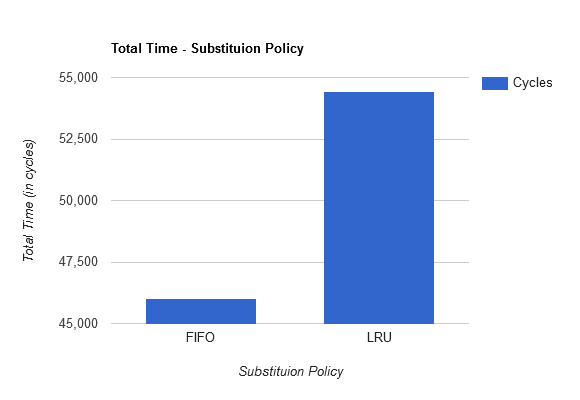 Total Time - Substituion Policy
55,000
52,500
50,000
47,500
45,000
Total Time (in cycles)
FIFO
LRU
Substituion Policy
Cycles